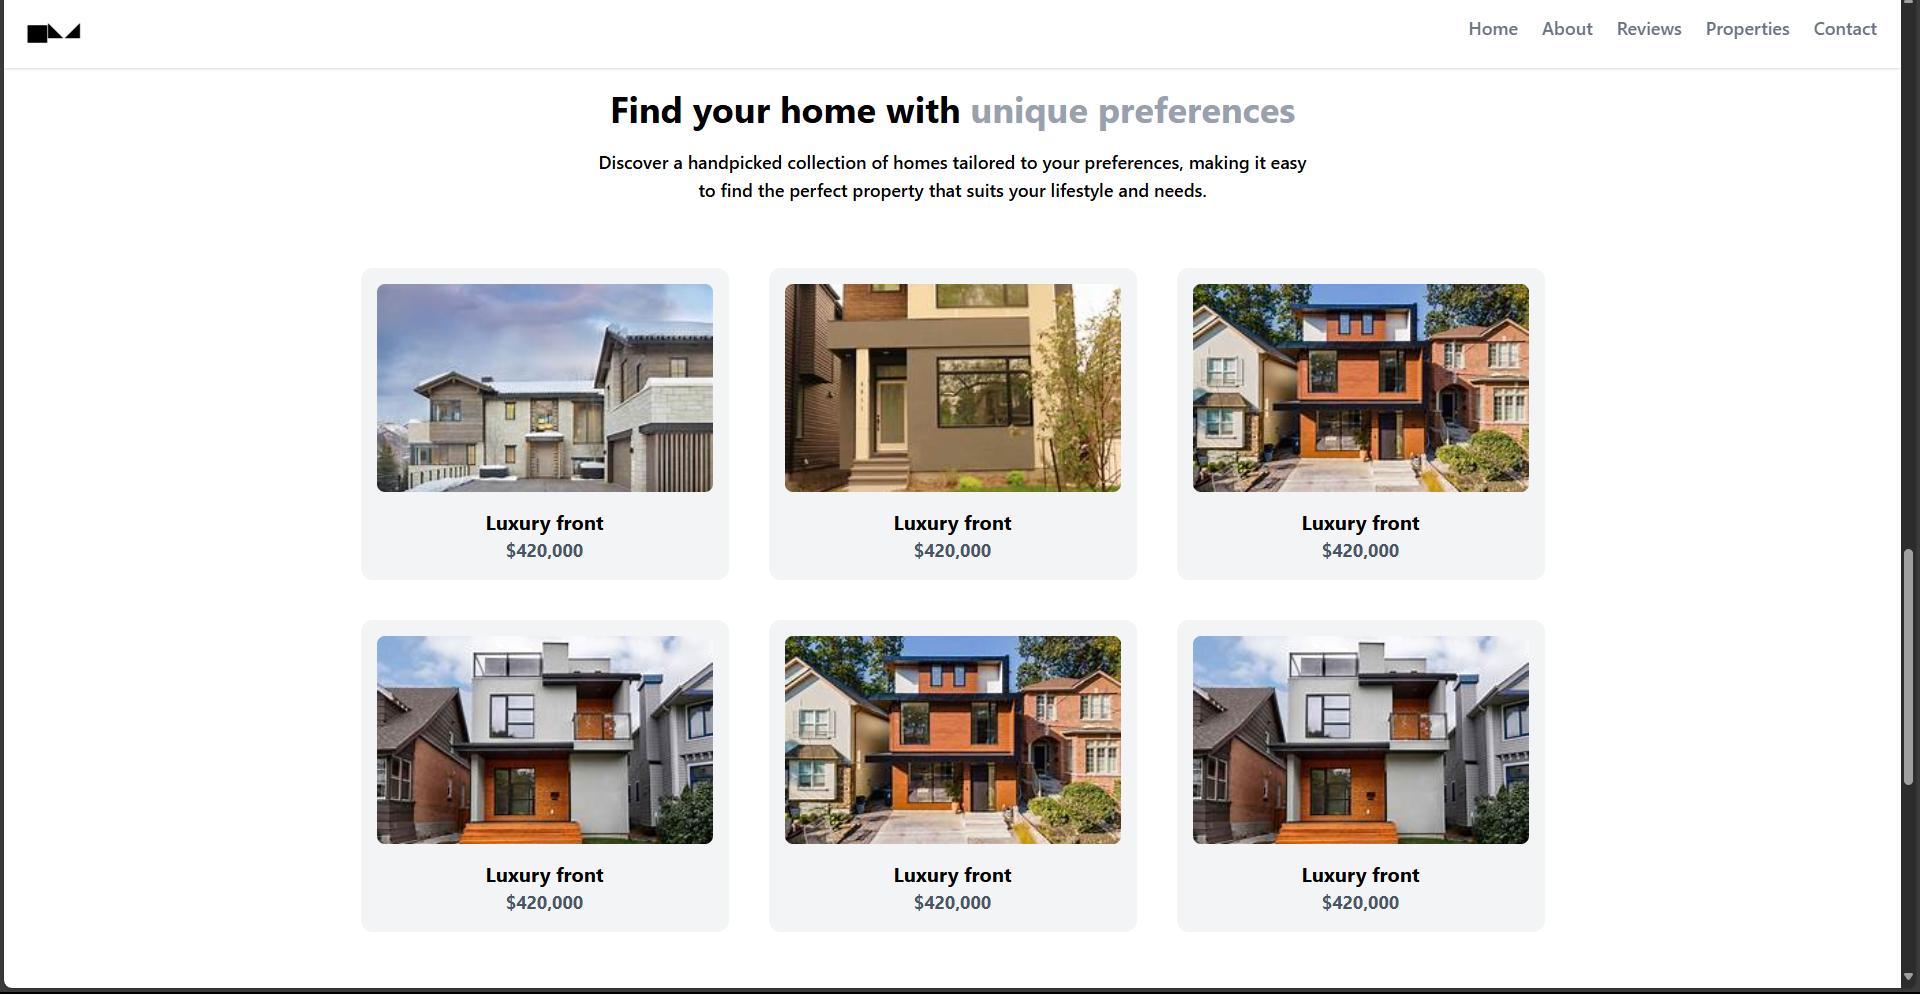 Home About Reviews Properties Contact
Find your home with unique preferences
Discover a handpicked collection of homes tailored to your preferences, making it easy
to find the perfect property that suits your lifestyle and needs.
Luxury front
$420,000
Luxury front
$420,000
Luxury front
$420,000
Luxury front
$420,000
Luxury front
$420,000
Luxury front
$420,000